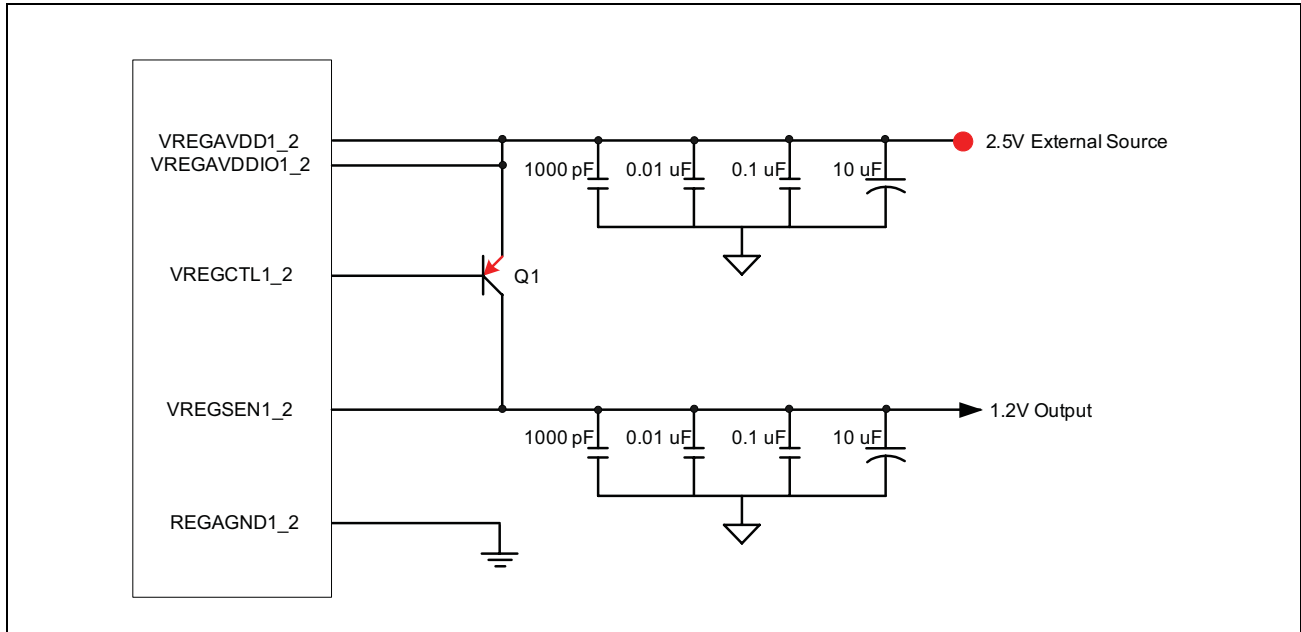 VREGAVDD1_2
VREGAVDDIO1_2
2.5V External Source
1000 pF 0.01 uF 0.1 uF 10 uF
VREGCTL1_2
Q1
VREGSEN1_2
1.2V Output
1000 pF 0.01 uF 0.1 uF 10 uF
REGAGND1_2